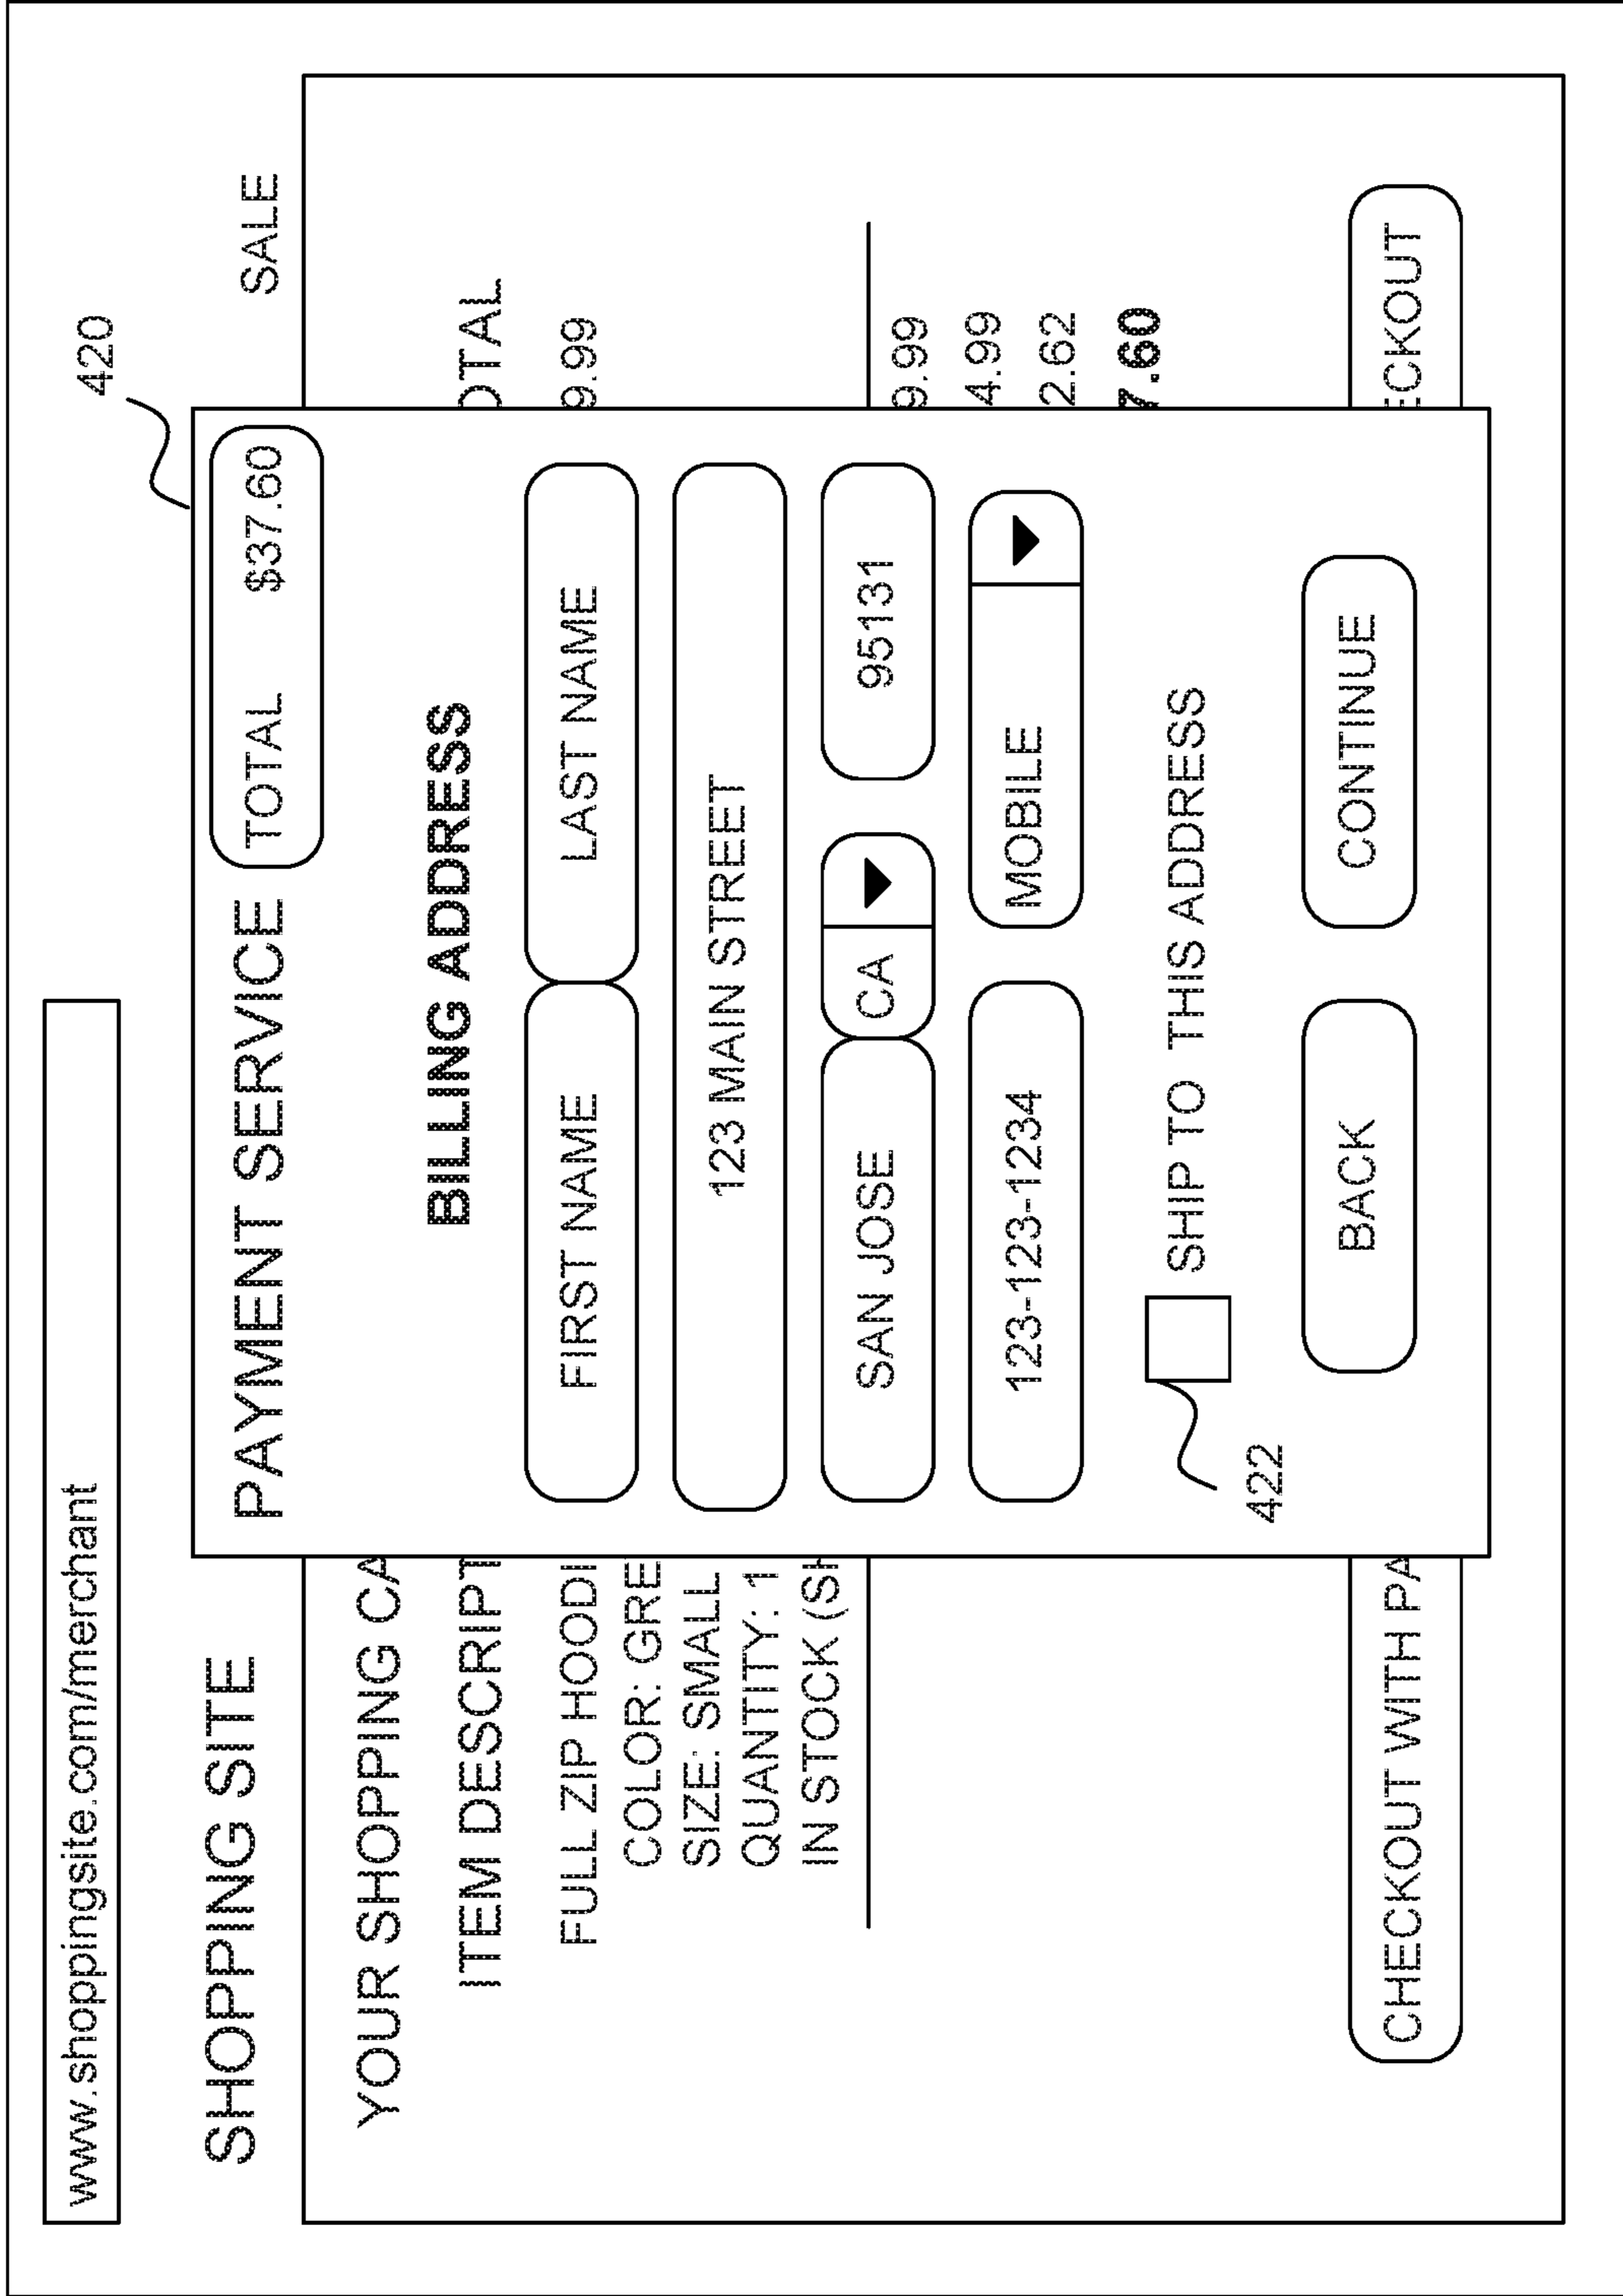 www.shoppingsite.com/merchant
420
SHOPPING SITE
SALE
PAYMENT SERVICE
TOTAL $37.60
YOUR SHOPPING CA
BILLING ADDRESS
ITEM DESCRIPT
OTAL
FIRST NAME
LAST NAME
FULL ZIP HOODI
9.99
COLOR: GRE
123 MAIN STREET
SIZE: SMALL
QUANTITY: 1
IN STOCK (SH
SAN JOSE
CA
95131
9.99
4.99
123-123-1234
MOBILE
2.62
7.60
SHIP TO THIS ADDRESS
422
BACK
CONTINUE
CHECKOUT WITH PA
ECKOUT